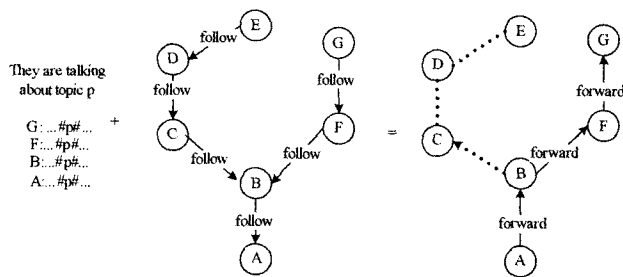 They are talking
about topic p
G:...#p#...
F:...#p#...
B:...#p#...
A:...#p#...
+
E
follow
D
follow
C
follow
G
follow
F
follow
B
follow
A
=
E
D
C
G
forward
F
forward
B
forward
A